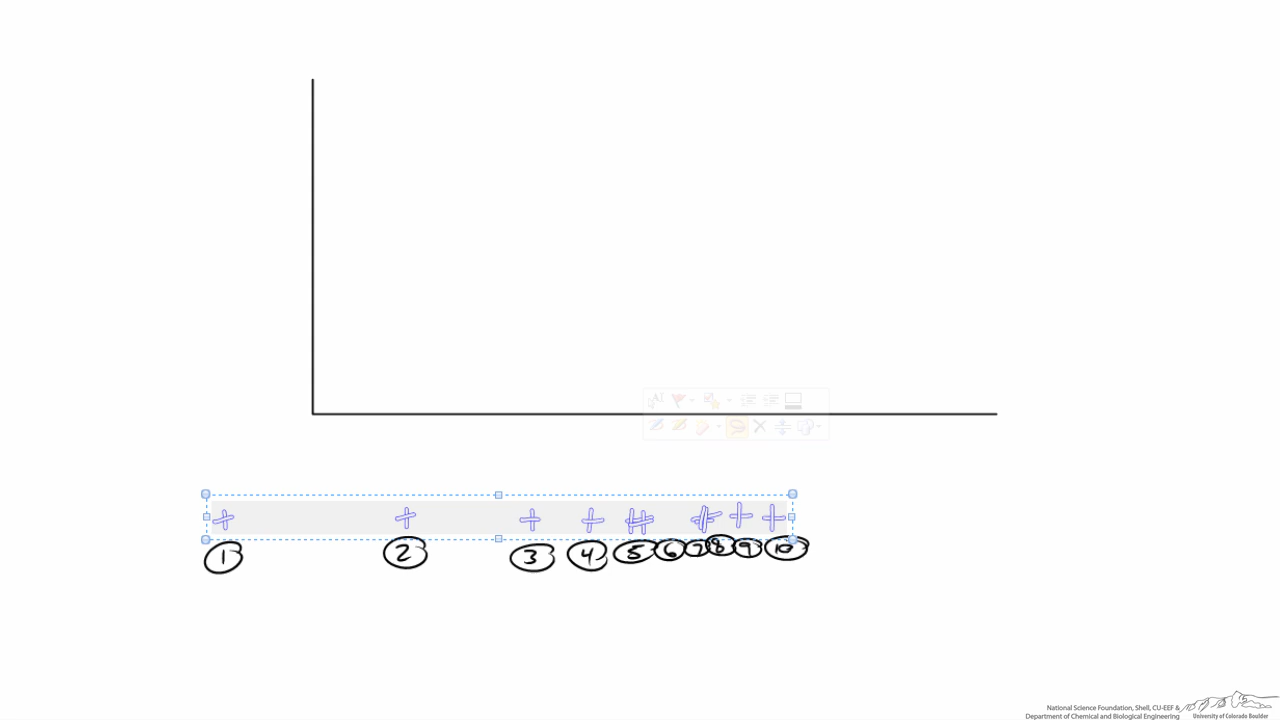 + + + + + + + + + +
1 2 3 4 5 6 7 8 9 10
National Science Foundation, Shell, CU-EEF &
Department of Chemical and Biological Engineering
University of Colorado Boulder